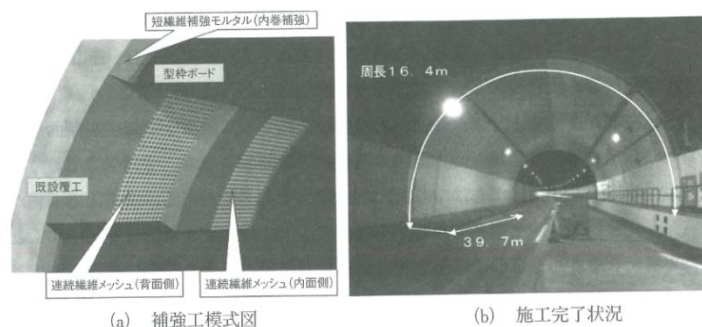 短繊維補強モルタル(内巻補強)
型枠ボード
既設覆工
連続繊維メッシュ(背面側)
連続繊維メッシュ(内面側)
(a) 補強工模式図
周長16.4m
39.7m
(b) 施工完了状況